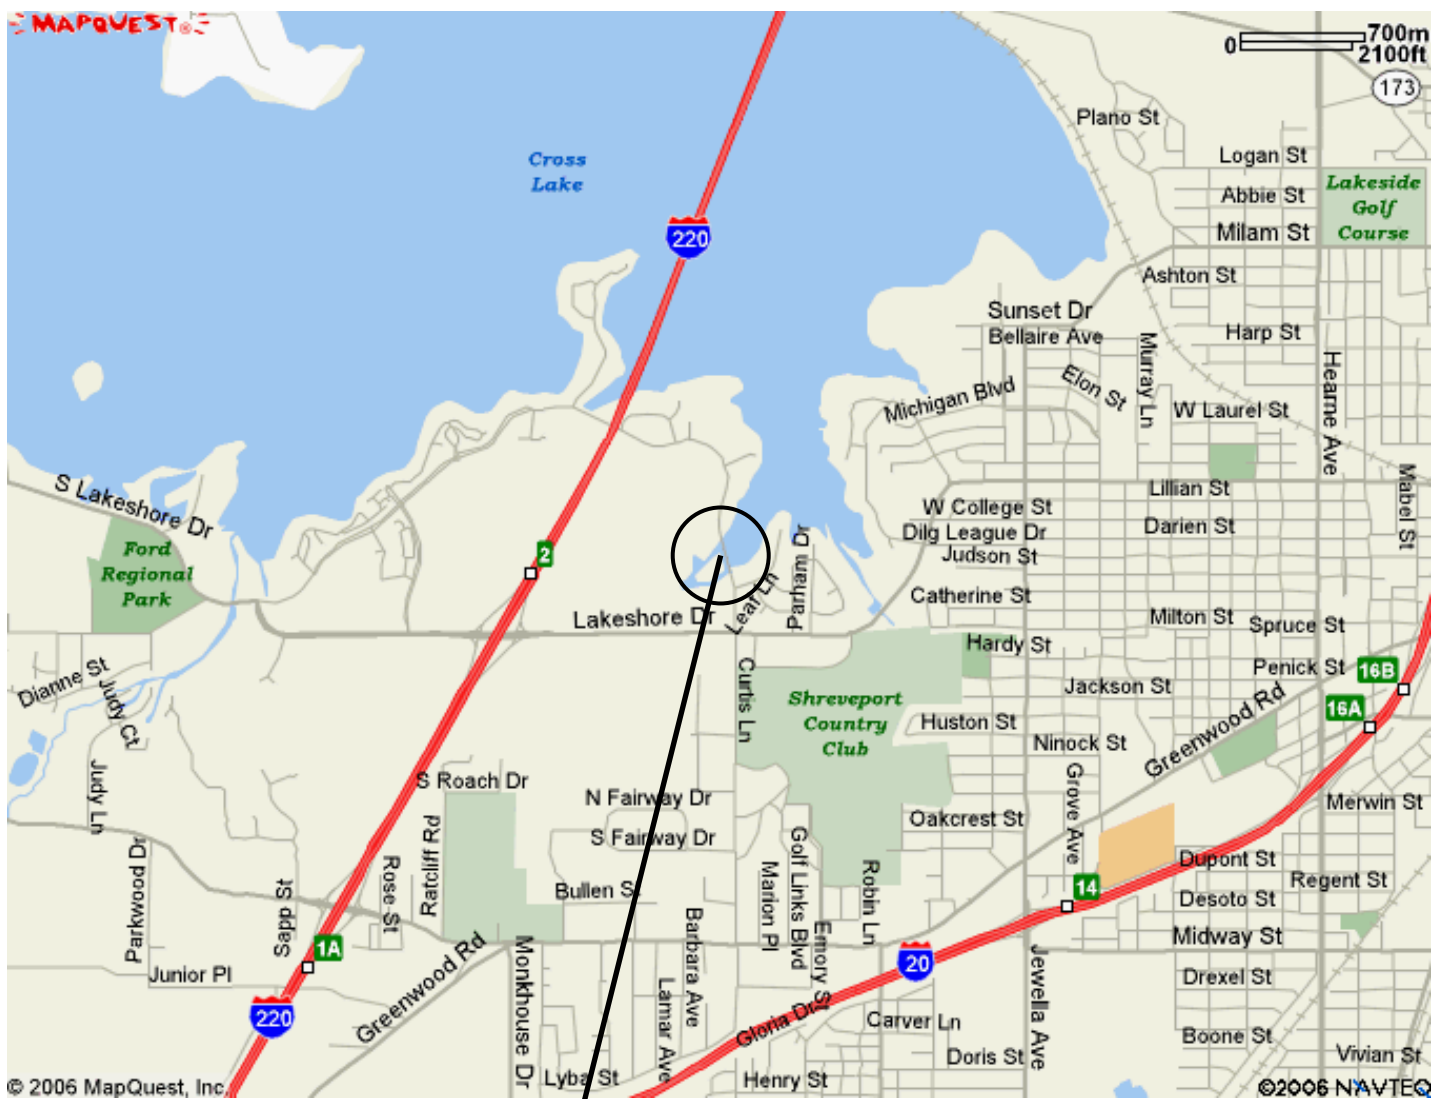 MAPQUEST®
0 700m
2100ft
173
Plano St
Logan St
Cross
Lake
Abbie St
Lakeside
Golf
Course
Milam St
220
Ashton St
Sunset Dr
Bellaire Ave
Harp St
Murray Ln
Hearne Ave
Elon St
Michigan Blvd
W Laurel St
Mabel St
S Lakeshore Dr
Lillian St
W College St
Darien St
Dilg League Dr
Judson St
Ford
Regional
Park
2
Parham Dr
Leaf Ln
Catherine St
Lakeshore Dr
Milton St
Spruce St
Hardy St
Dianne St
Judy Ct
Curtis Ln
Penick St
16B
Jackson St
Shreveport
Country
Club
16A
Huston St
Ninock St
Greenwood Rd
Judy Ln
S Roach Dr
N Fairway Dr
Grove Ave
Merwin St
Oakcrest St
S Fairway Dr
Parkwood Dr
Ratcliff Rd
Rose St
Sapp St
Bullen St
Marion Pl
Golf Links Blvd
Robin Ln
Dupont St
14
Regent St
Desoto St
1A
Barbara Ave
Emory St
Midway St
20
Junior Pl
Greenwood Rd
Monkhouse Dr
Lamar Ave
Jewella Ave
Drexel St
220
Gloria Dr
Carver Ln
Boone St
Doris St
Vivian St
Lyba St
Henry St
© 2006 MapQuest, Inc.
©2006 NAVTEQ